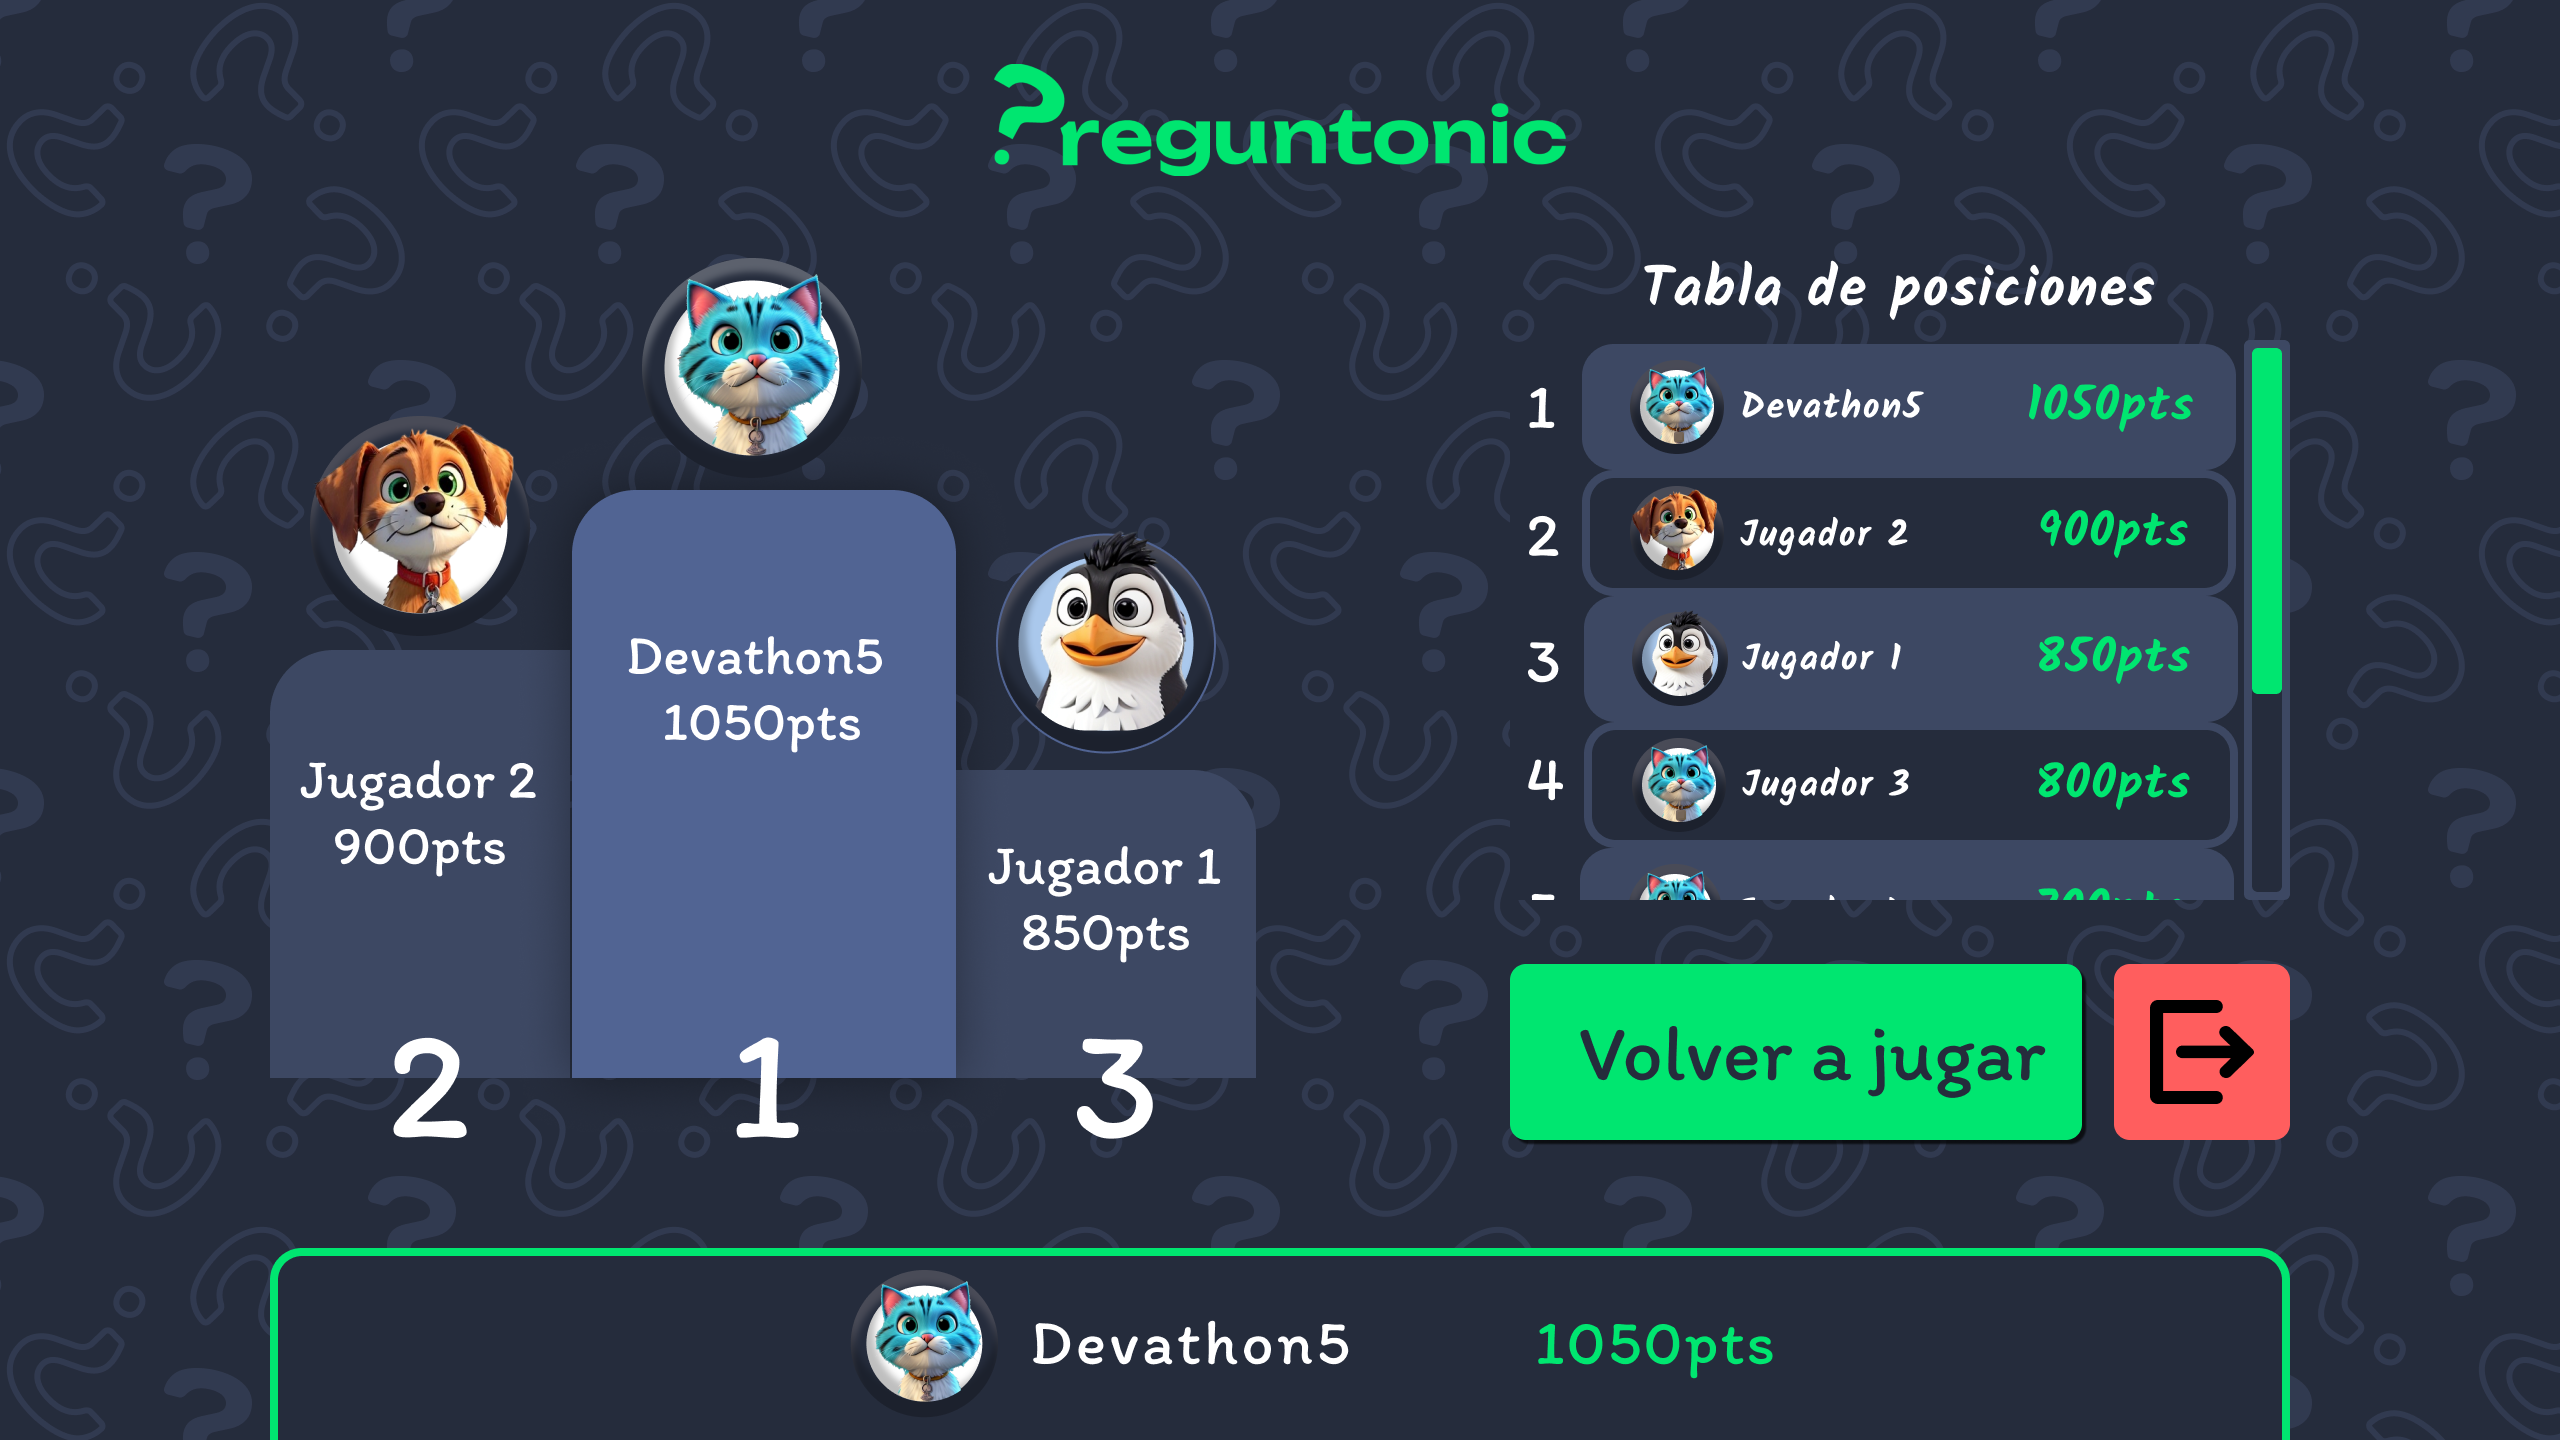 ?reguntonic
Devathon5
1050pts
Jugador 2
900pts
Jugador 1
850pts
2
1
3
Tabla de posiciones
1 Devathon5 1050pts
2 Jugador 2 900pts
3 Jugador 1 850pts
4 Jugador 3 800pts
Volver a jugar
Devathon5 1050pts